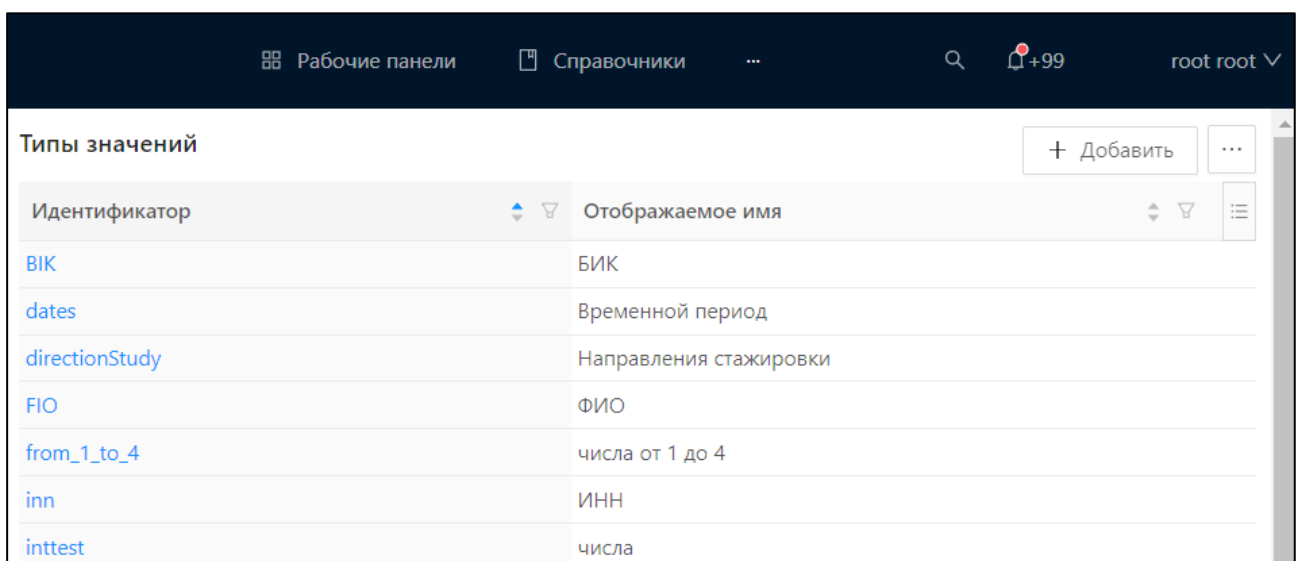 Рабочие панели Справочники ... +99 root root
Типы значений + Добавить ...
Идентификатор Отображаемое имя
BIK БИК
dates Временной период
directionStudy Направления стажировки
FIO ФИО
from_1_to_4 числа от 1 до 4
inn ИНН
inttest числа